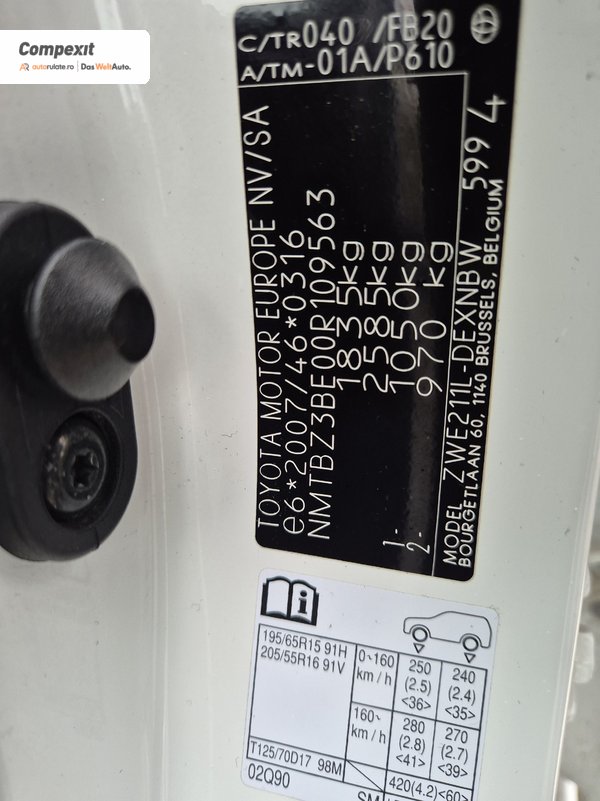 Compexit
autorulate.ro | Das WeltAuto.
TOYOTA MOTOR EUROPE NV/SA
e6*2007/46*0316
NMTBZ3BE00R109563
1835kg
2585kg
1- 1050kg
2- 970 kg
MODEL ZWE211L-DEXNBW 599 4
BOURGETLAAN 60, 1140 BRUSSELS, BELGIUM
C/TR040 /FB20
A/TM-01A/P610
195/65R15 91H
205/55R16 91V
0~160 km/h
250 (2.5) <36>
240 (2.4) <35>
160~ km/h
280 (2.8) <41>
270 (2.7) <39>
T125/70D17 98M
420(4.2)<60>
02Q90